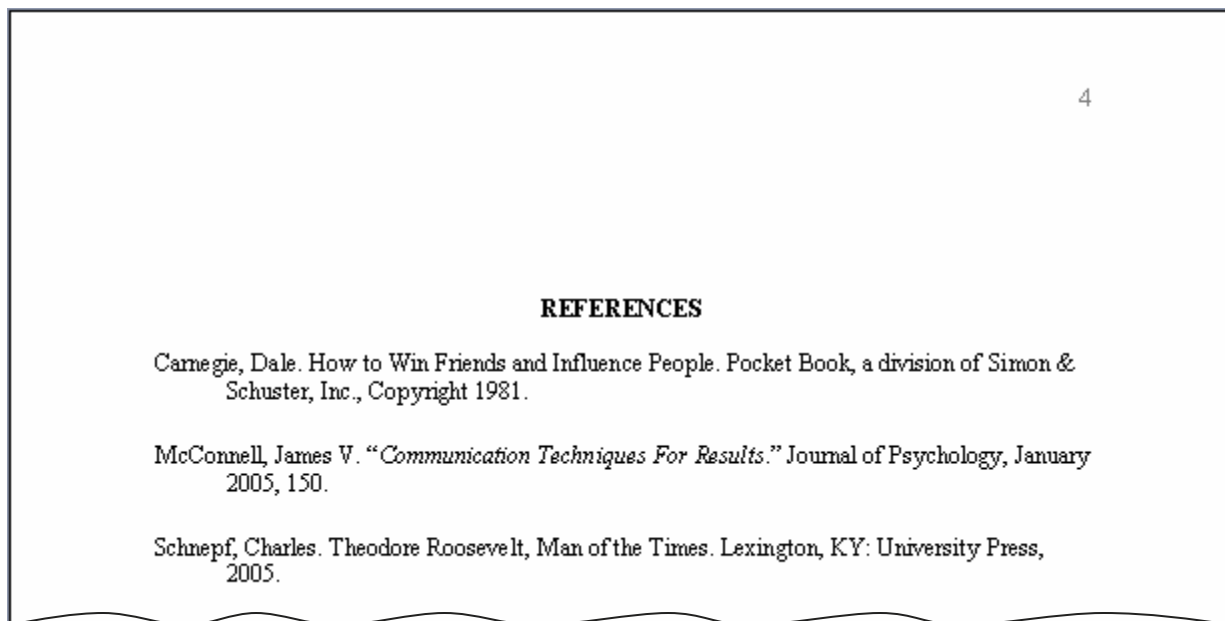 4
REFERENCES
Carnegie, Dale. How to Win Friends and Influence People. Pocket Book, a division of Simon &
Schuster, Inc., Copyright 1981.
McConnell, James V. “Communication Techniques For Results.” Journal of Psychology, January
2005, 150.
Schnepf, Charles. Theodore Roosevelt, Man of the Times. Lexington, KY: University Press,
2005.